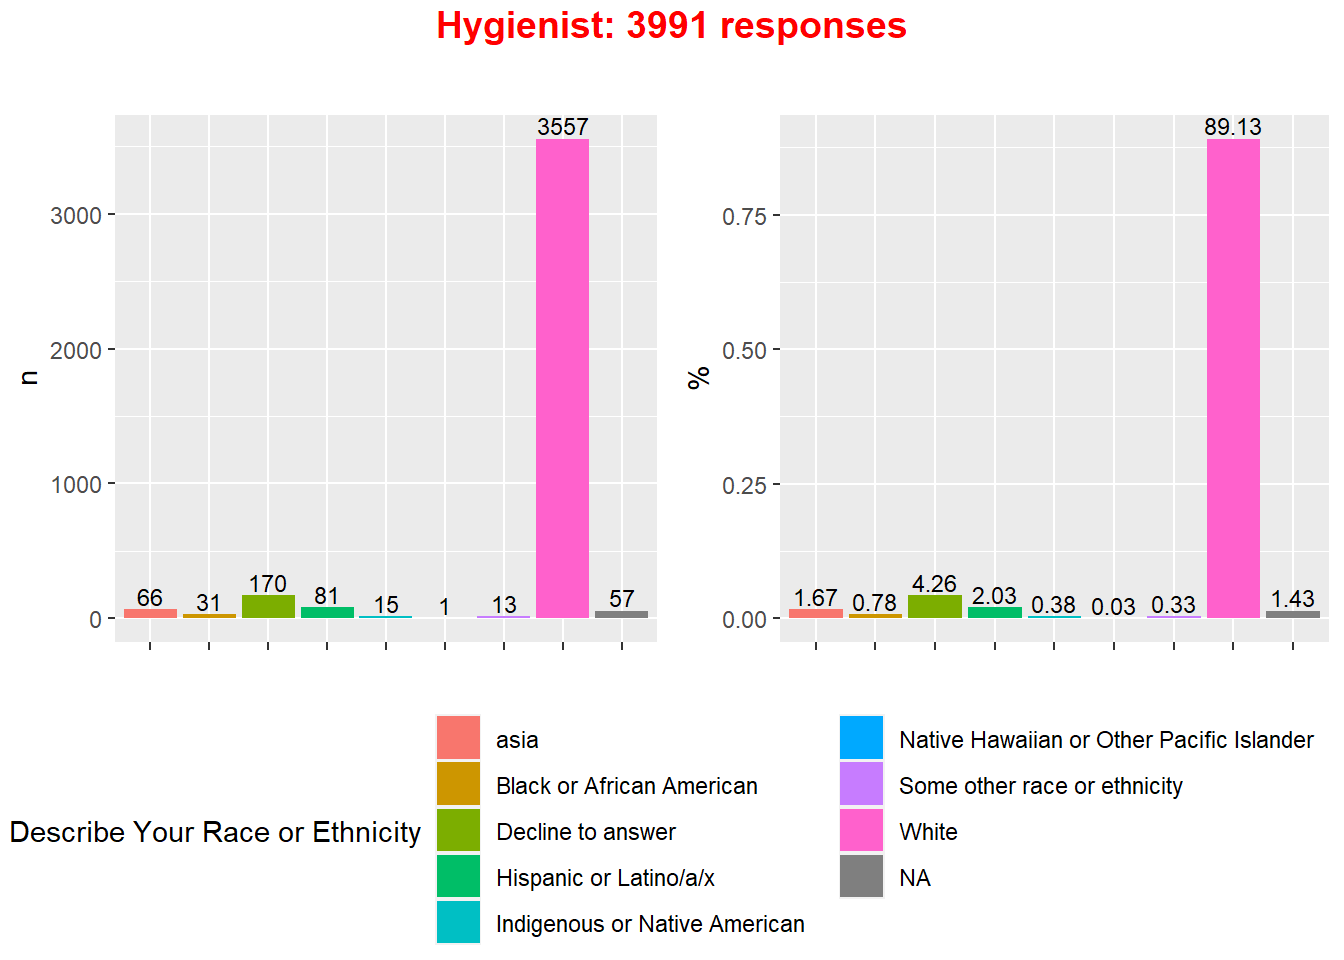 Hygienist: 3991 responses
n
3000
2000
1000
0
66
31
170
81
15
1
13
3557
57
%
0.75
0.50
0.25
0.00
1.67
0.78
4.26
2.03
0.38
0.03
0.33
89.13
1.43
Describe Your Race or Ethnicity
asia
Black or African American
Decline to answer
Hispanic or Latino/a/x
Indigenous or Native American
Native Hawaiian or Other Pacific Islander
Some other race or ethnicity
White
NA